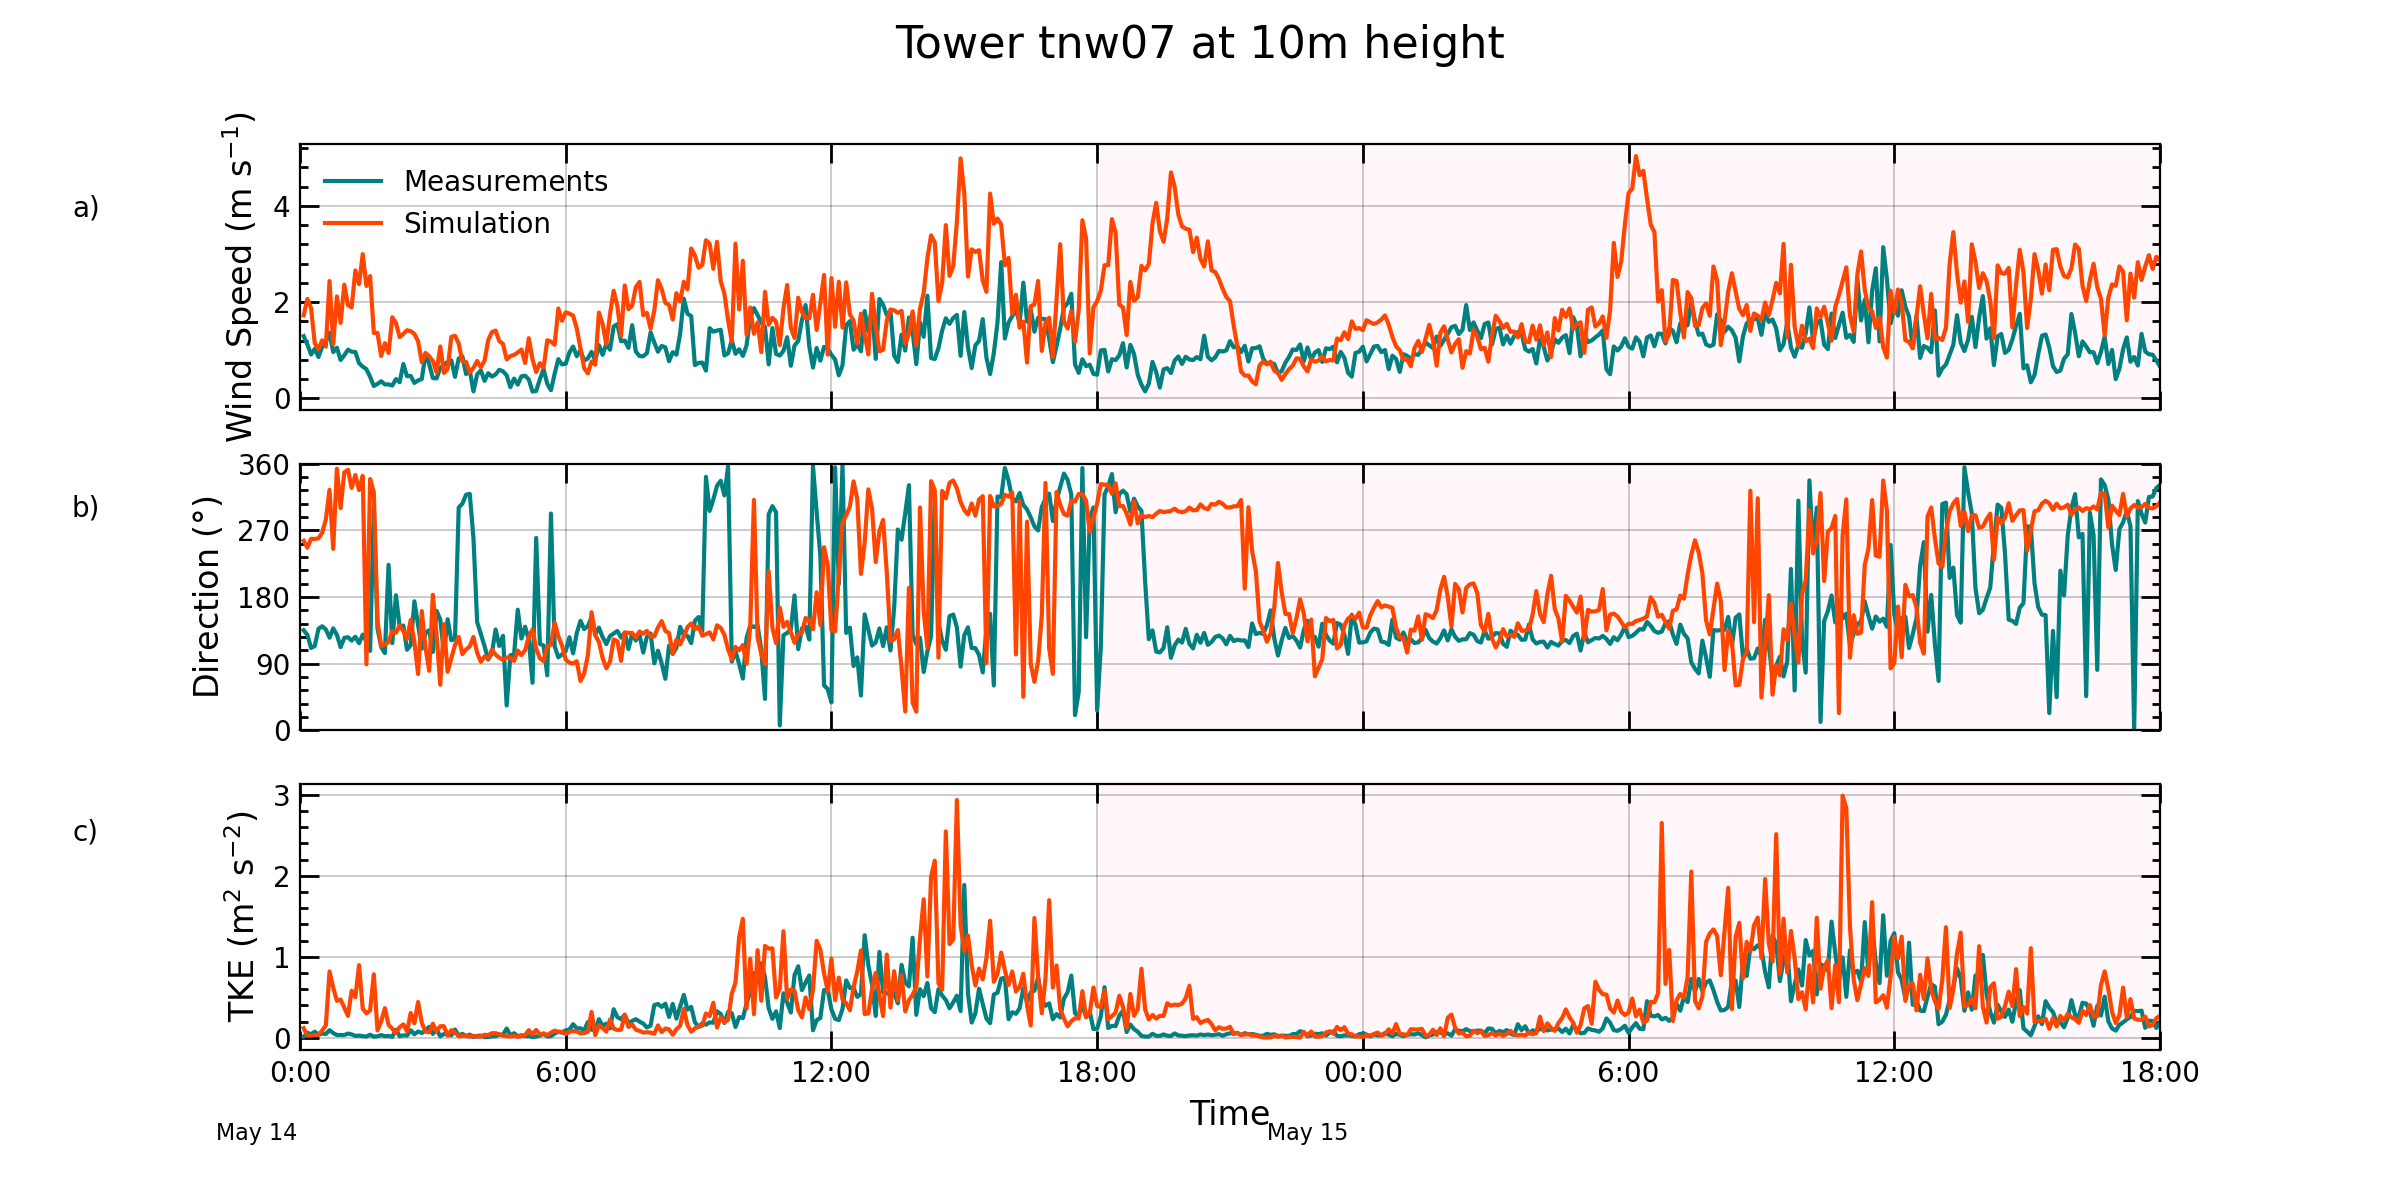 Tower tnw07 at 10m height
a)
Wind Speed (m s⁻¹)
4
2
0
Measurements
Simulation
b)
Direction (°)
360
270
180
90
0
c)
TKE (m² s⁻²)
3
2
1
0
0:00 6:00 12:00 18:00 00:00 6:00 12:00 18:00
Time
May 14 May 15